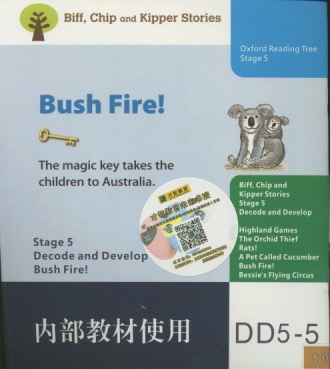 Biff, Chip and Kipper Stories
Oxford Reading Tree
Stage 5
Bush Fire!
The magic key takes the
children to Australia.
Biff, Chip and
Kipper Stories
Stage 5
Decode and Develop
Highland Games
The Orchid Thief
Rats!
A Pet Called Cucumber
Bush Fire!
Bessie's Flying Circus
Stage 5
Decode and Develop
Bush Fire!
内部教材使用
DD5-5